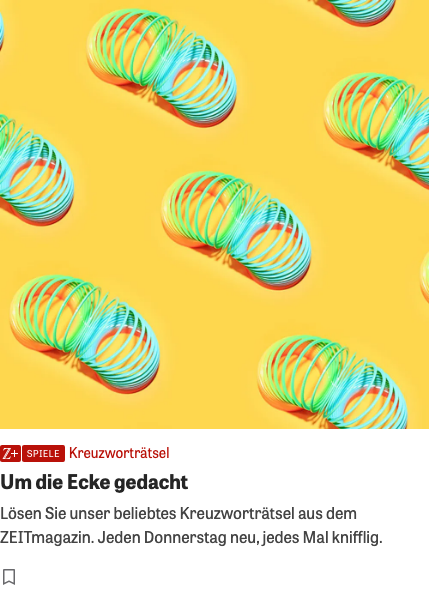 Z+ SPIELE Kreuzworträtsel
Um die Ecke gedacht
Lösen Sie unser beliebtes Kreuzworträtsel aus dem
ZEITmagazin. Jeden Donnerstag neu, jedes Mal knifflig.